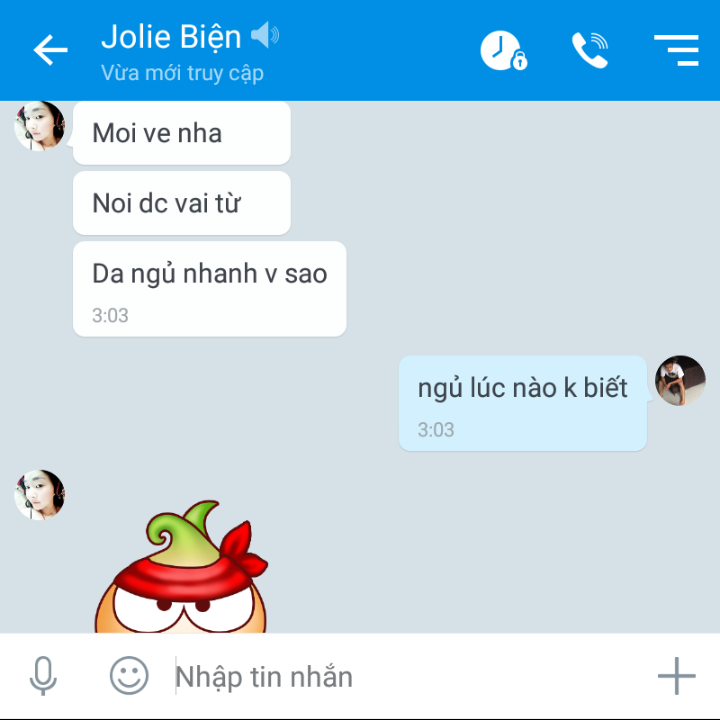 Jolie Biện
Vừa mới truy cập
Moi ve nha
Noi dc vai từ
Da ngủ nhanh v sao
3:03
ngủ lúc nào k biết
3:03
Nhập tin nhắn